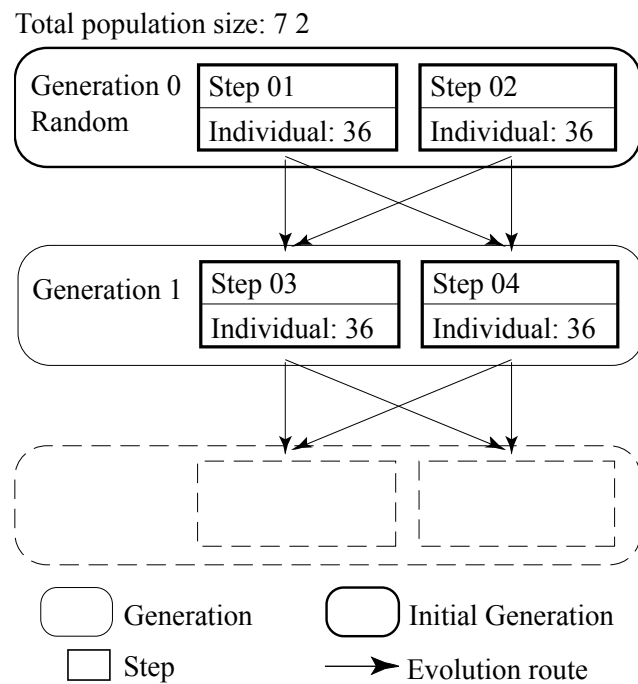 Total population size: 7 2
Generation 0
Random
Step 01
Individual: 36
Step 02
Individual: 36
Generation 1
Step 03
Individual: 36
Step 04
Individual: 36
Generation
Initial Generation
Step
Evolution route